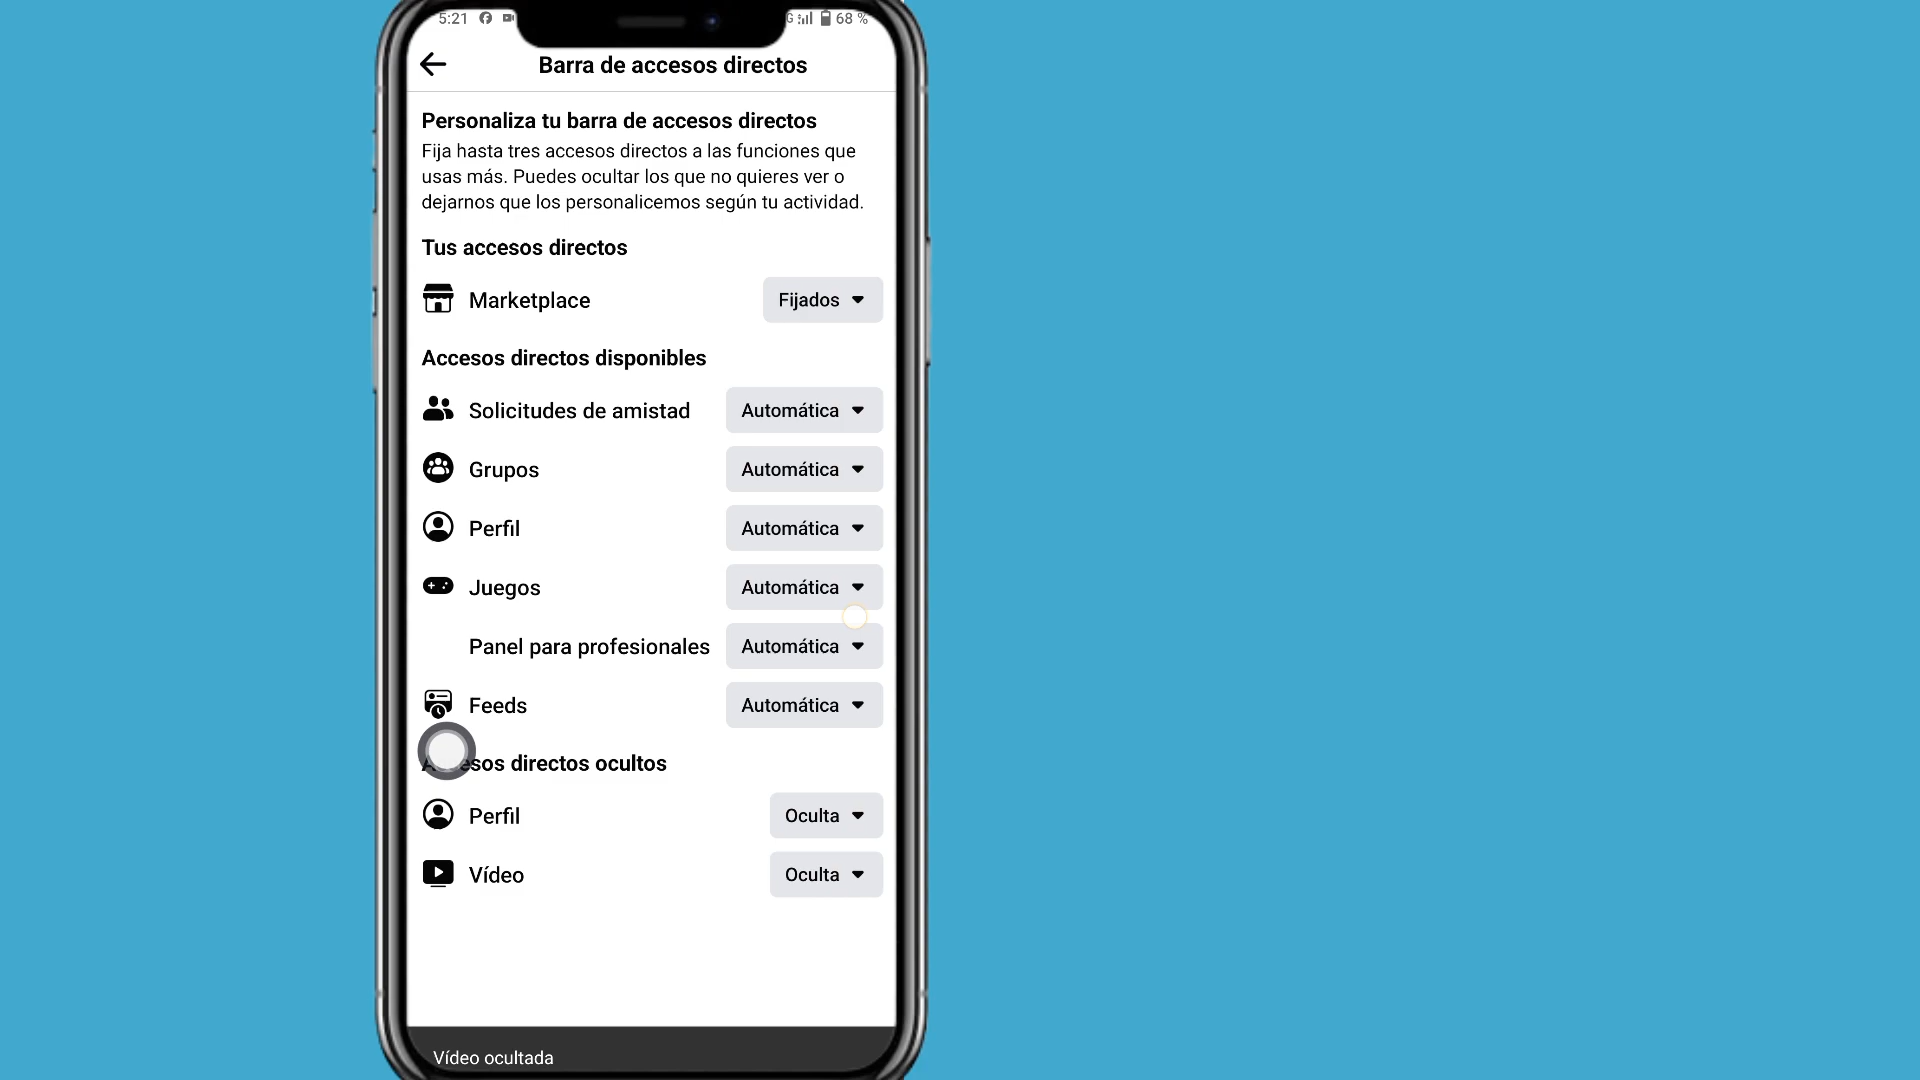 5:21
G 68 %
Barra de accesos directos
Personaliza tu barra de accesos directos
Fija hasta tres accesos directos a las funciones que
usas más. Puedes ocultar los que no quieres ver o
dejarnos que los personalicemos según tu actividad.
Tus accesos directos
Marketplace Fijados
Accesos directos disponibles
Solicitudes de amistad Automática
Grupos Automática
Perfil Automática
Juegos Automática
Panel para profesionales Automática
Feeds Automática
Accesos directos ocultos
Perfil Oculta
Vídeo Oculta
Vídeo ocultada